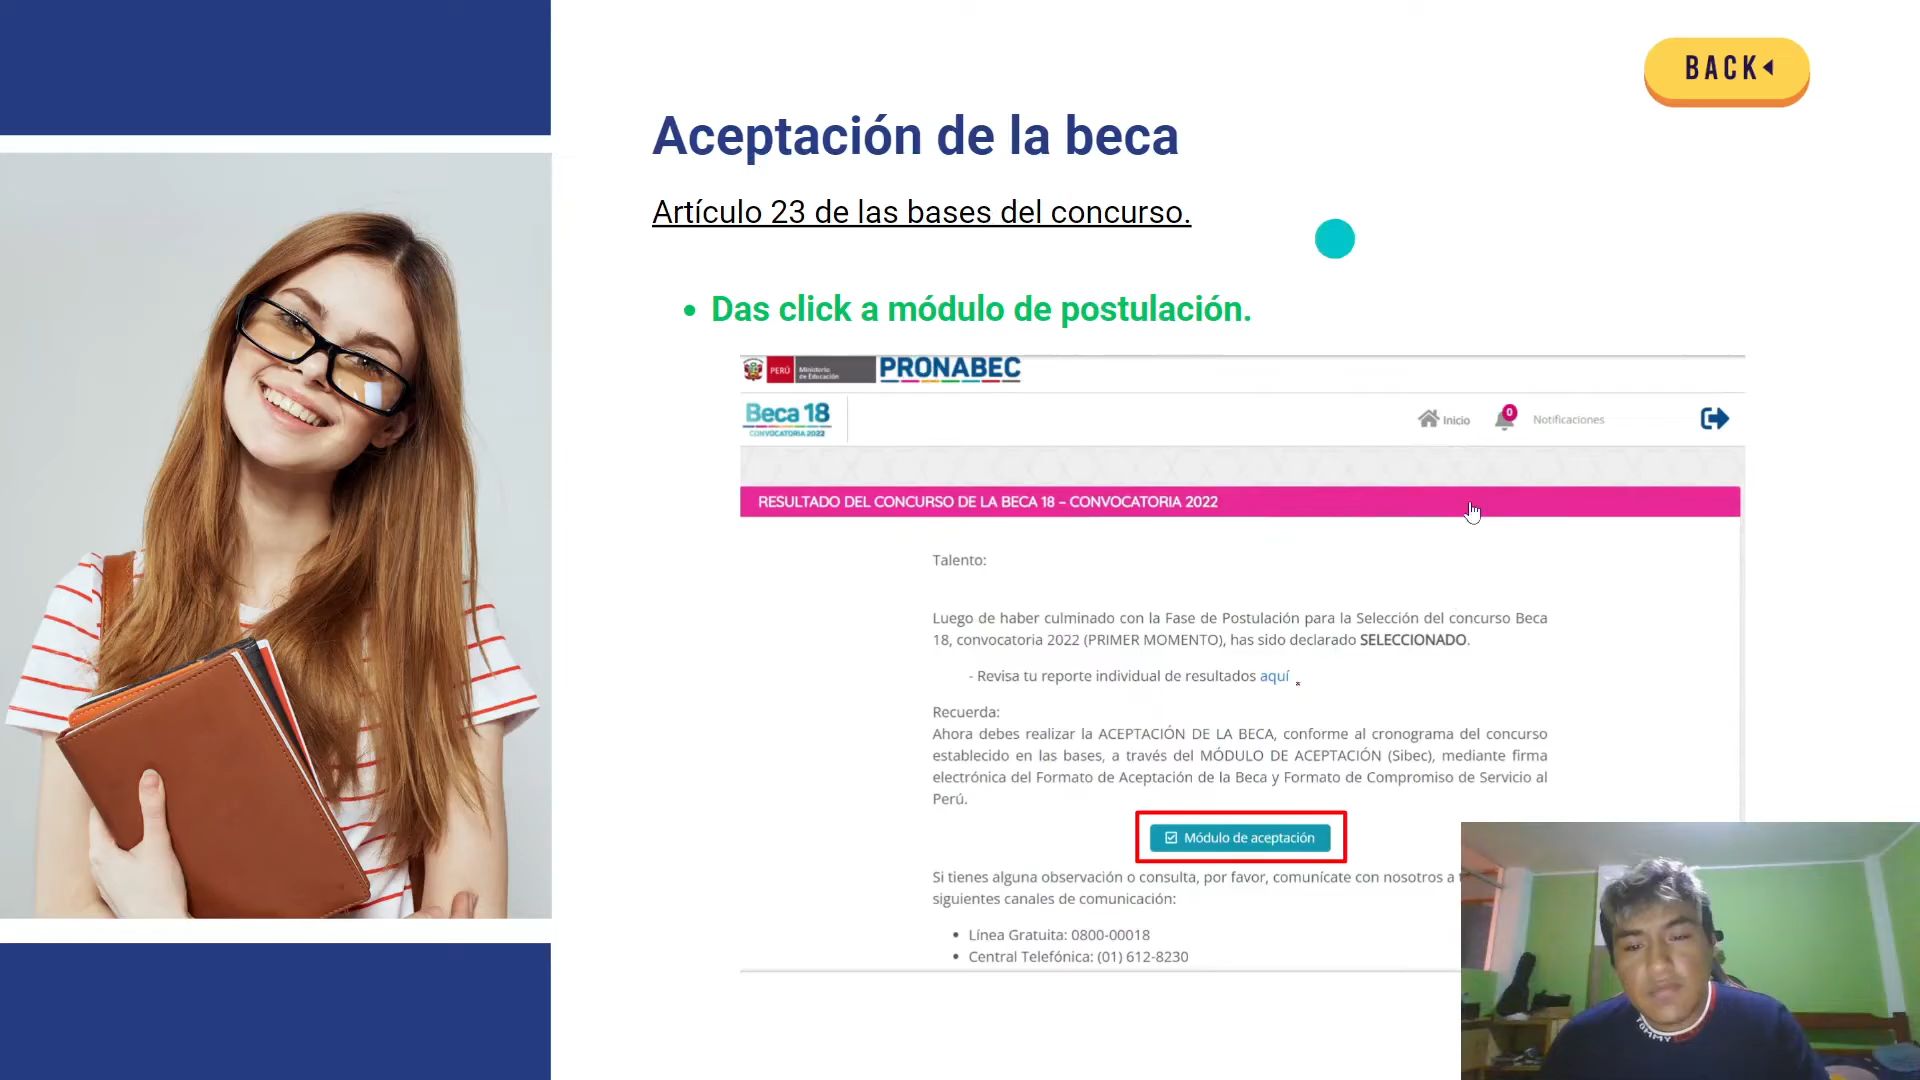 BACK
Aceptación de la beca
Artículo 23 de las bases del concurso.
Das click a módulo de postulación.
PERÚ
Ministerio
de Educación
PRONABEC
Beca 18
CONVOCATORIA 2022
Inicio
0
Notificaciones
RESULTADO DEL CONCURSO DE LA BECA 18 – CONVOCATORIA 2022
Talento:
Luego de haber culminado con la Fase de Postulación para la Selección del concurso Beca
18, convocatoria 2022 (PRIMER MOMENTO), has sido declarado SELECCIONADO.
- Revisa tu reporte individual de resultados aquí .
Recuerda:
Ahora debes realizar la ACEPTACIÓN DE LA BECA, conforme al cronograma del concurso
establecido en las bases, a través del MÓDULO DE ACEPTACIÓN (Sibec), mediante firma
electrónica del Formato de Aceptación de la Beca y Formato de Compromiso de Servicio al
Perú.
Módulo de aceptación
Si tienes alguna observación o consulta, por favor, comunícate con nosotros a
siguientes canales de comunicación:
Línea Gratuita: 0800-00018
Central Telefónica: (01) 612-8230
TOMMY